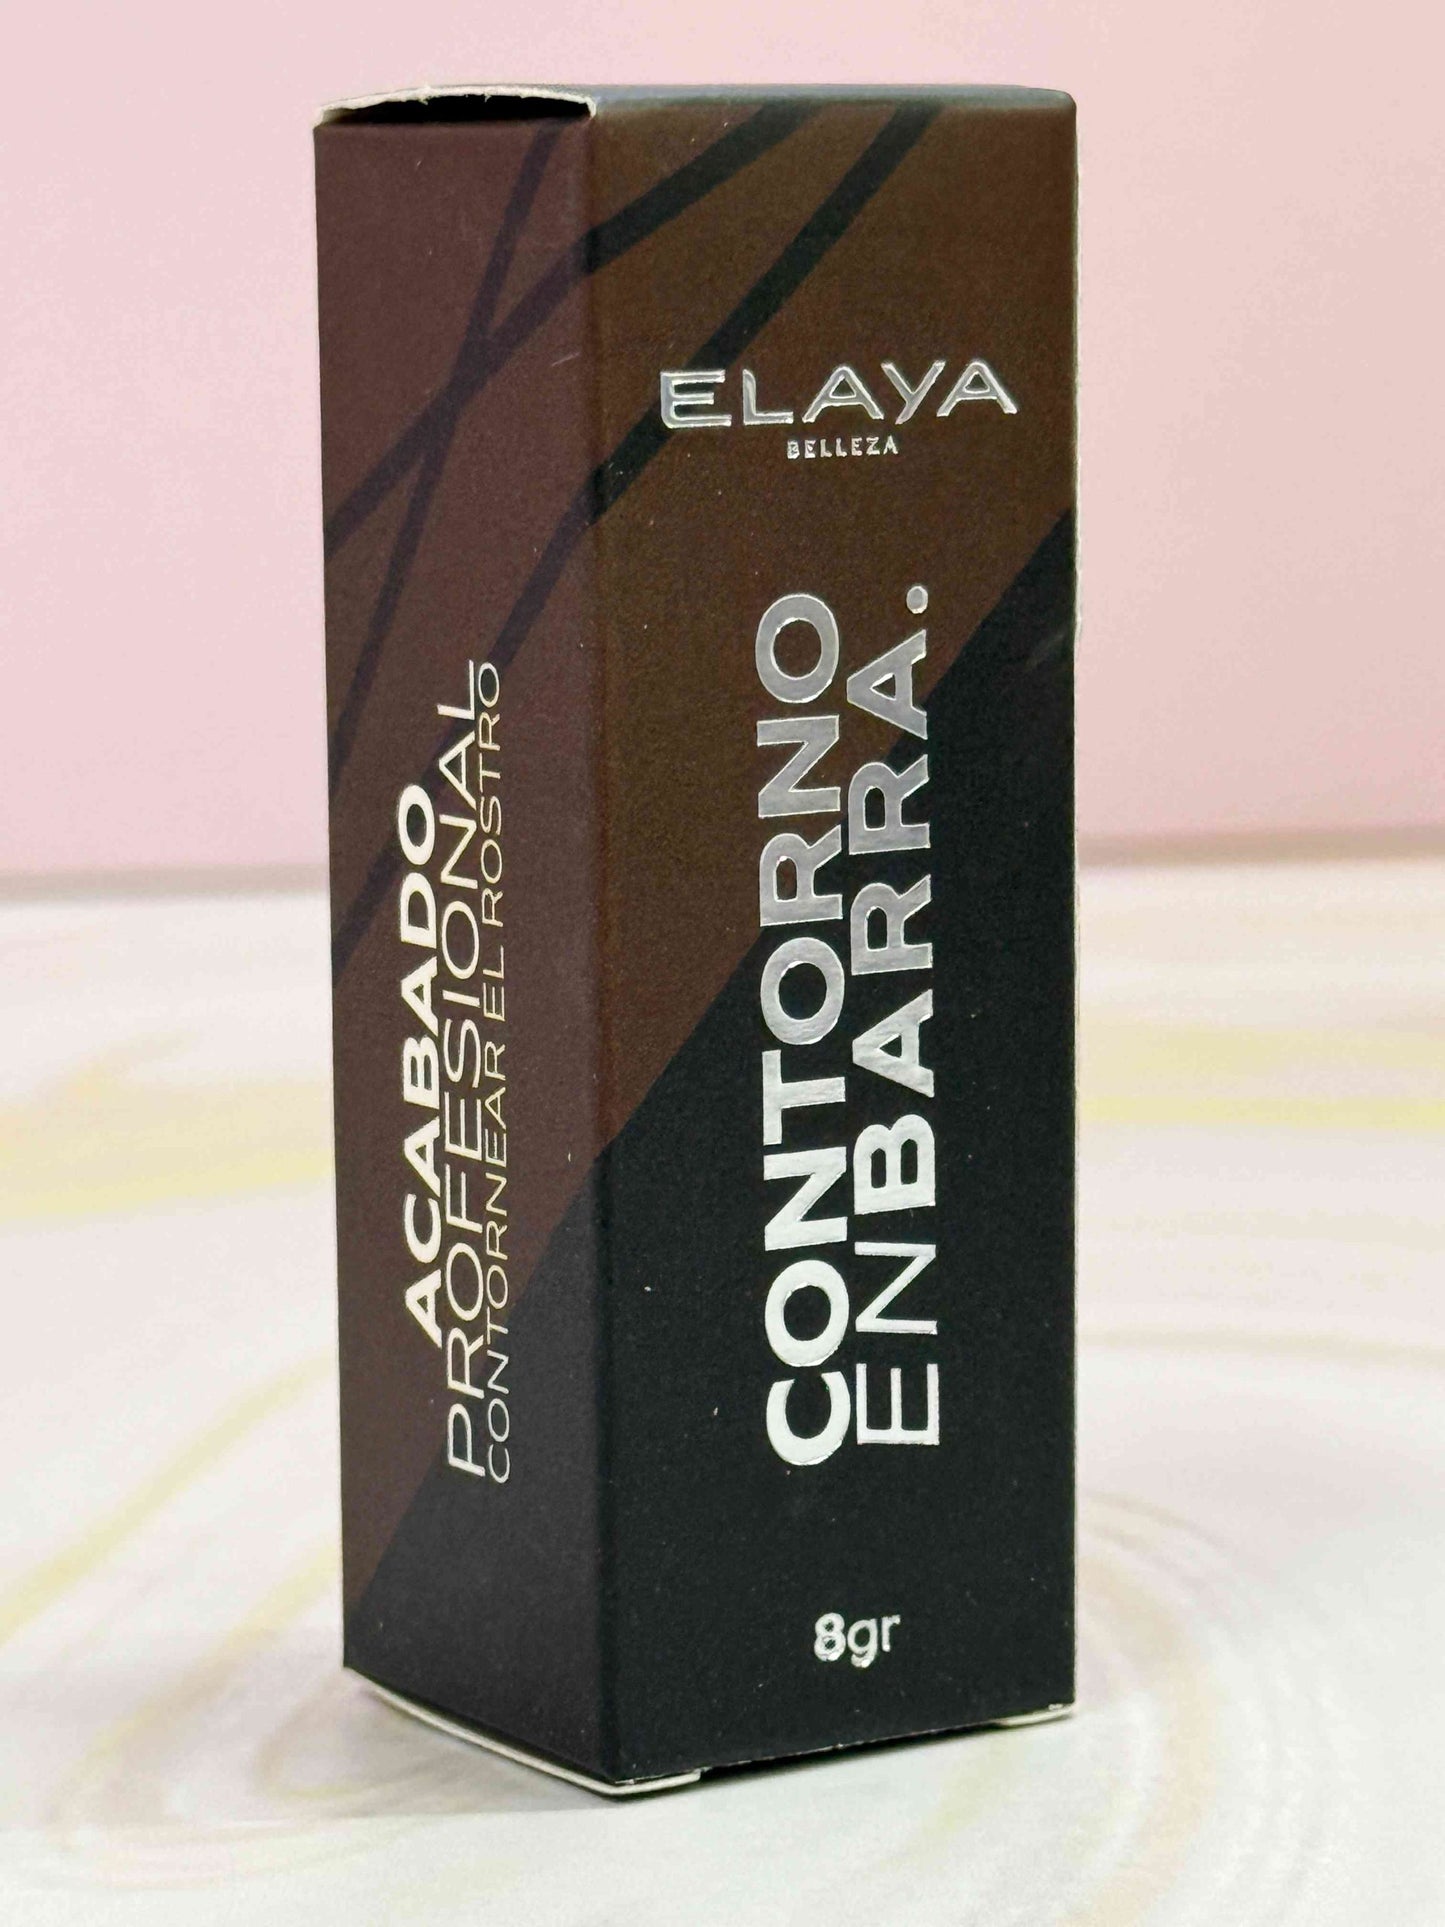 ELAYA
BELLEZA
CONTORNO
EN BARRA.
8gr
ACABADO
PROFESIONAL
CONTORNEAR EL ROSTRO